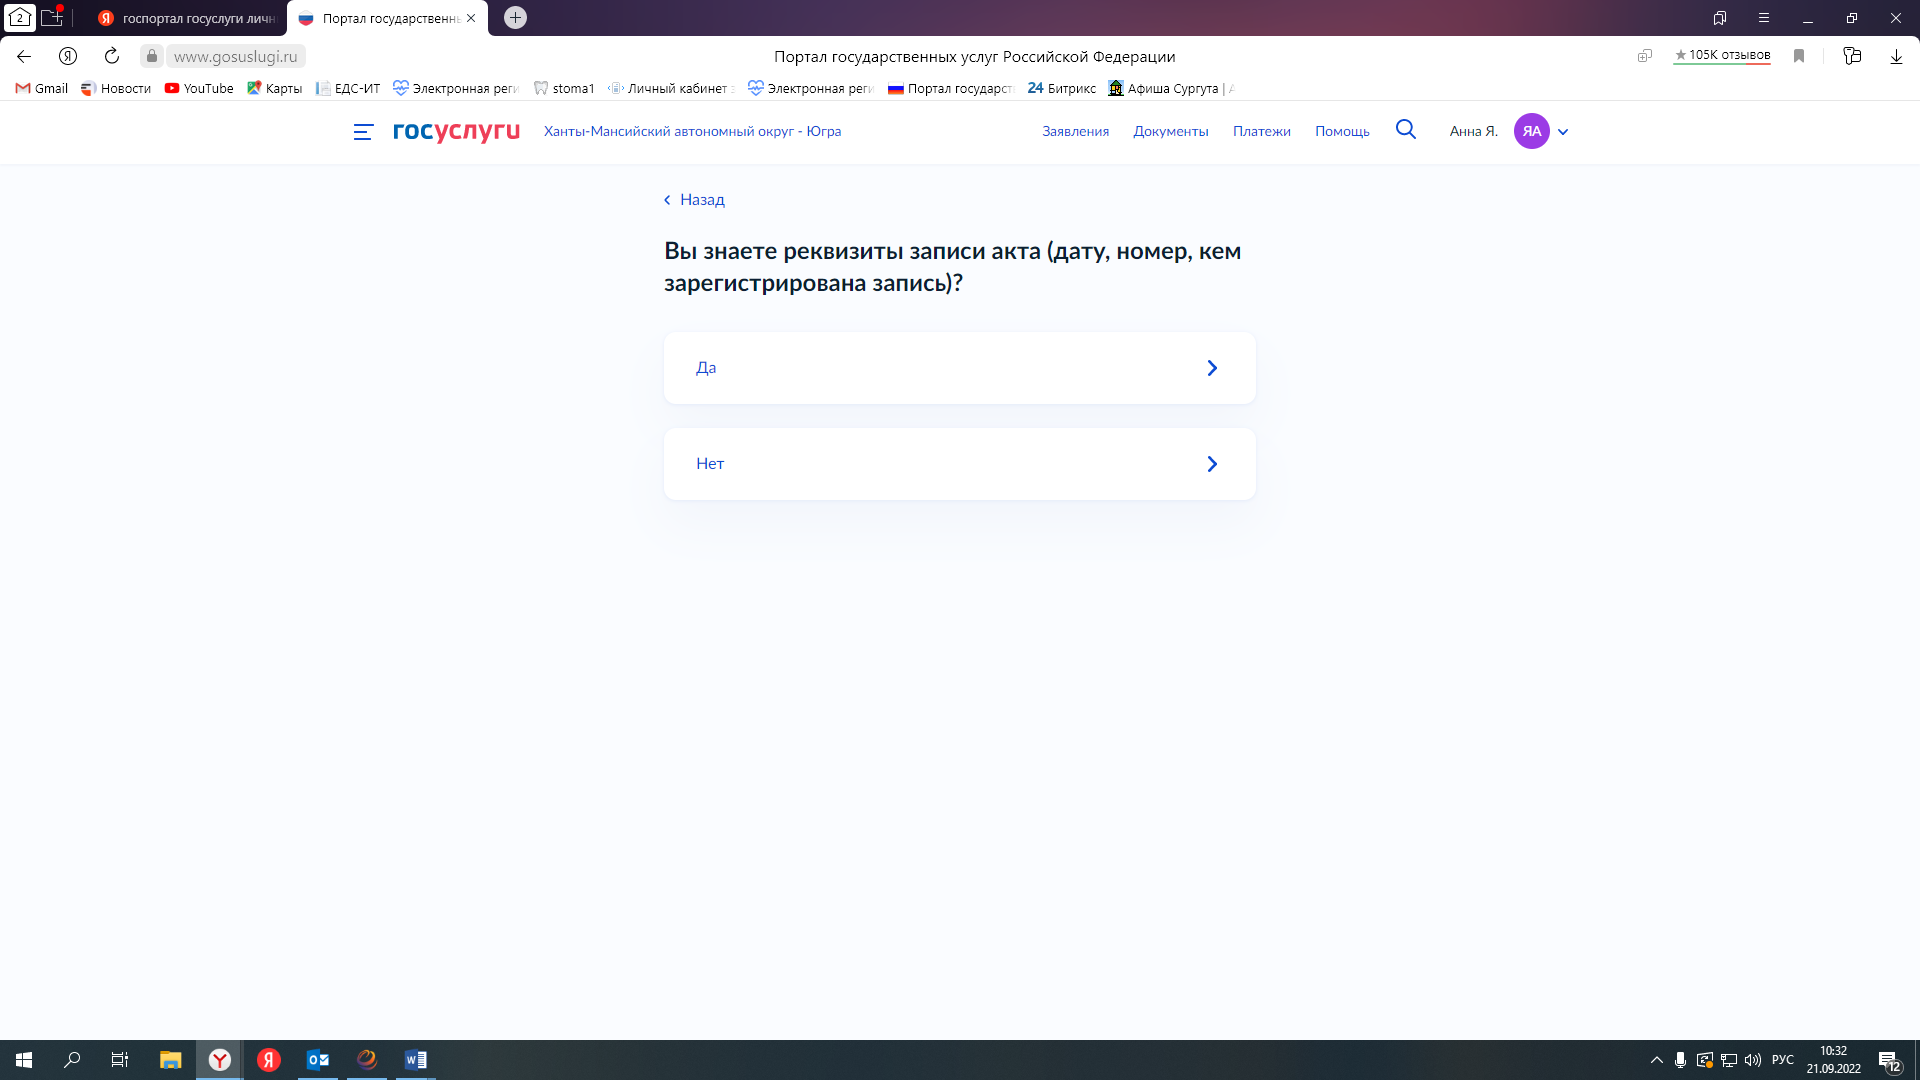 2
госпортал госуслуги личн
Портал государственнь
www.gosuslugi.ru
Портал государственных услуг Российской Федерации
★ 105K отзывов
Gmail
Новости
YouTube
Карты
ЕДС-ИТ
Электронная реги
stoma1
Личный кабинет
Электронная реги
Портал государст
24 Битрикс
Афиша Сургута |
госуслуги
Ханты-Мансийский автономный округ - Югра
Заявления
Документы
Платежи
Помощь
Анна Я.
ЯА
Назад
Вы знаете реквизиты записи акта (дату, номер, кем
зарегистрирована запись)?
Да
Нет
РУС
10:32
21.09.2022
12